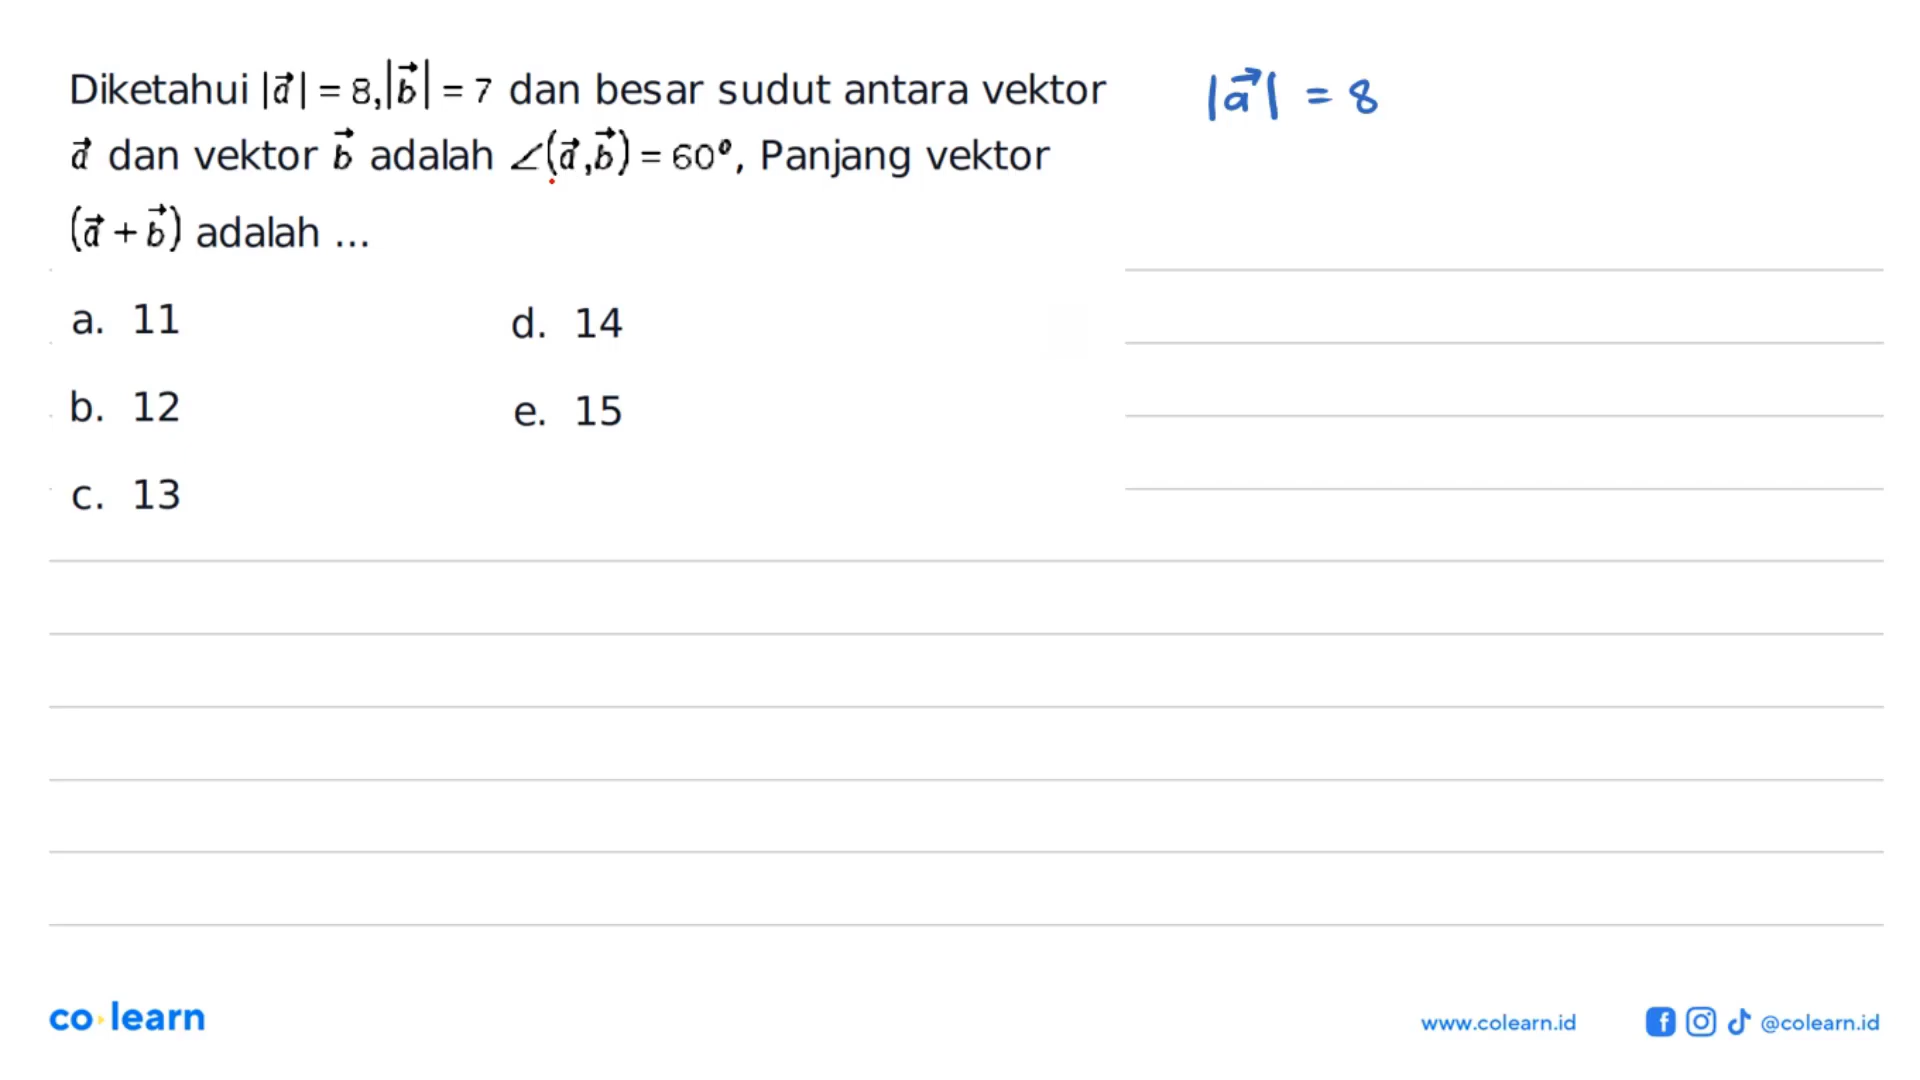 Diketahui |a⃗| = 8,|b⃗| = 7 dan besar sudut antara vektor
a⃗ dan vektor b⃗ adalah ∠(a⃗,b⃗) = 60⁰, Panjang vektor
(a⃗ + b⃗) adalah ...
|a⃗| = 8
a. 11
b. 12
c. 13
d. 14
e. 15
co learn
www.colearn.id
@colearn.id